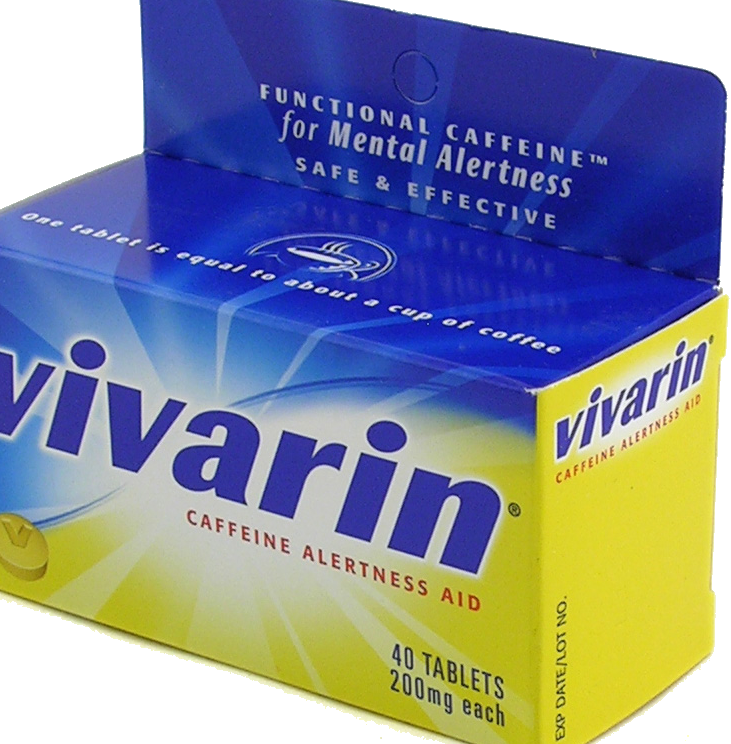 FUNCTIONAL CAFFEINE™
for Mental Alertness
SAFE & EFFECTIVE
One tablet is equal to about a cup of coffee
vivarin®
CAFFEINE ALERTNESS AID
40 TABLETS
200mg each
V
vivarin®
CAFFEINE ALERTNESS AID
EXP DATE/LOT NO.